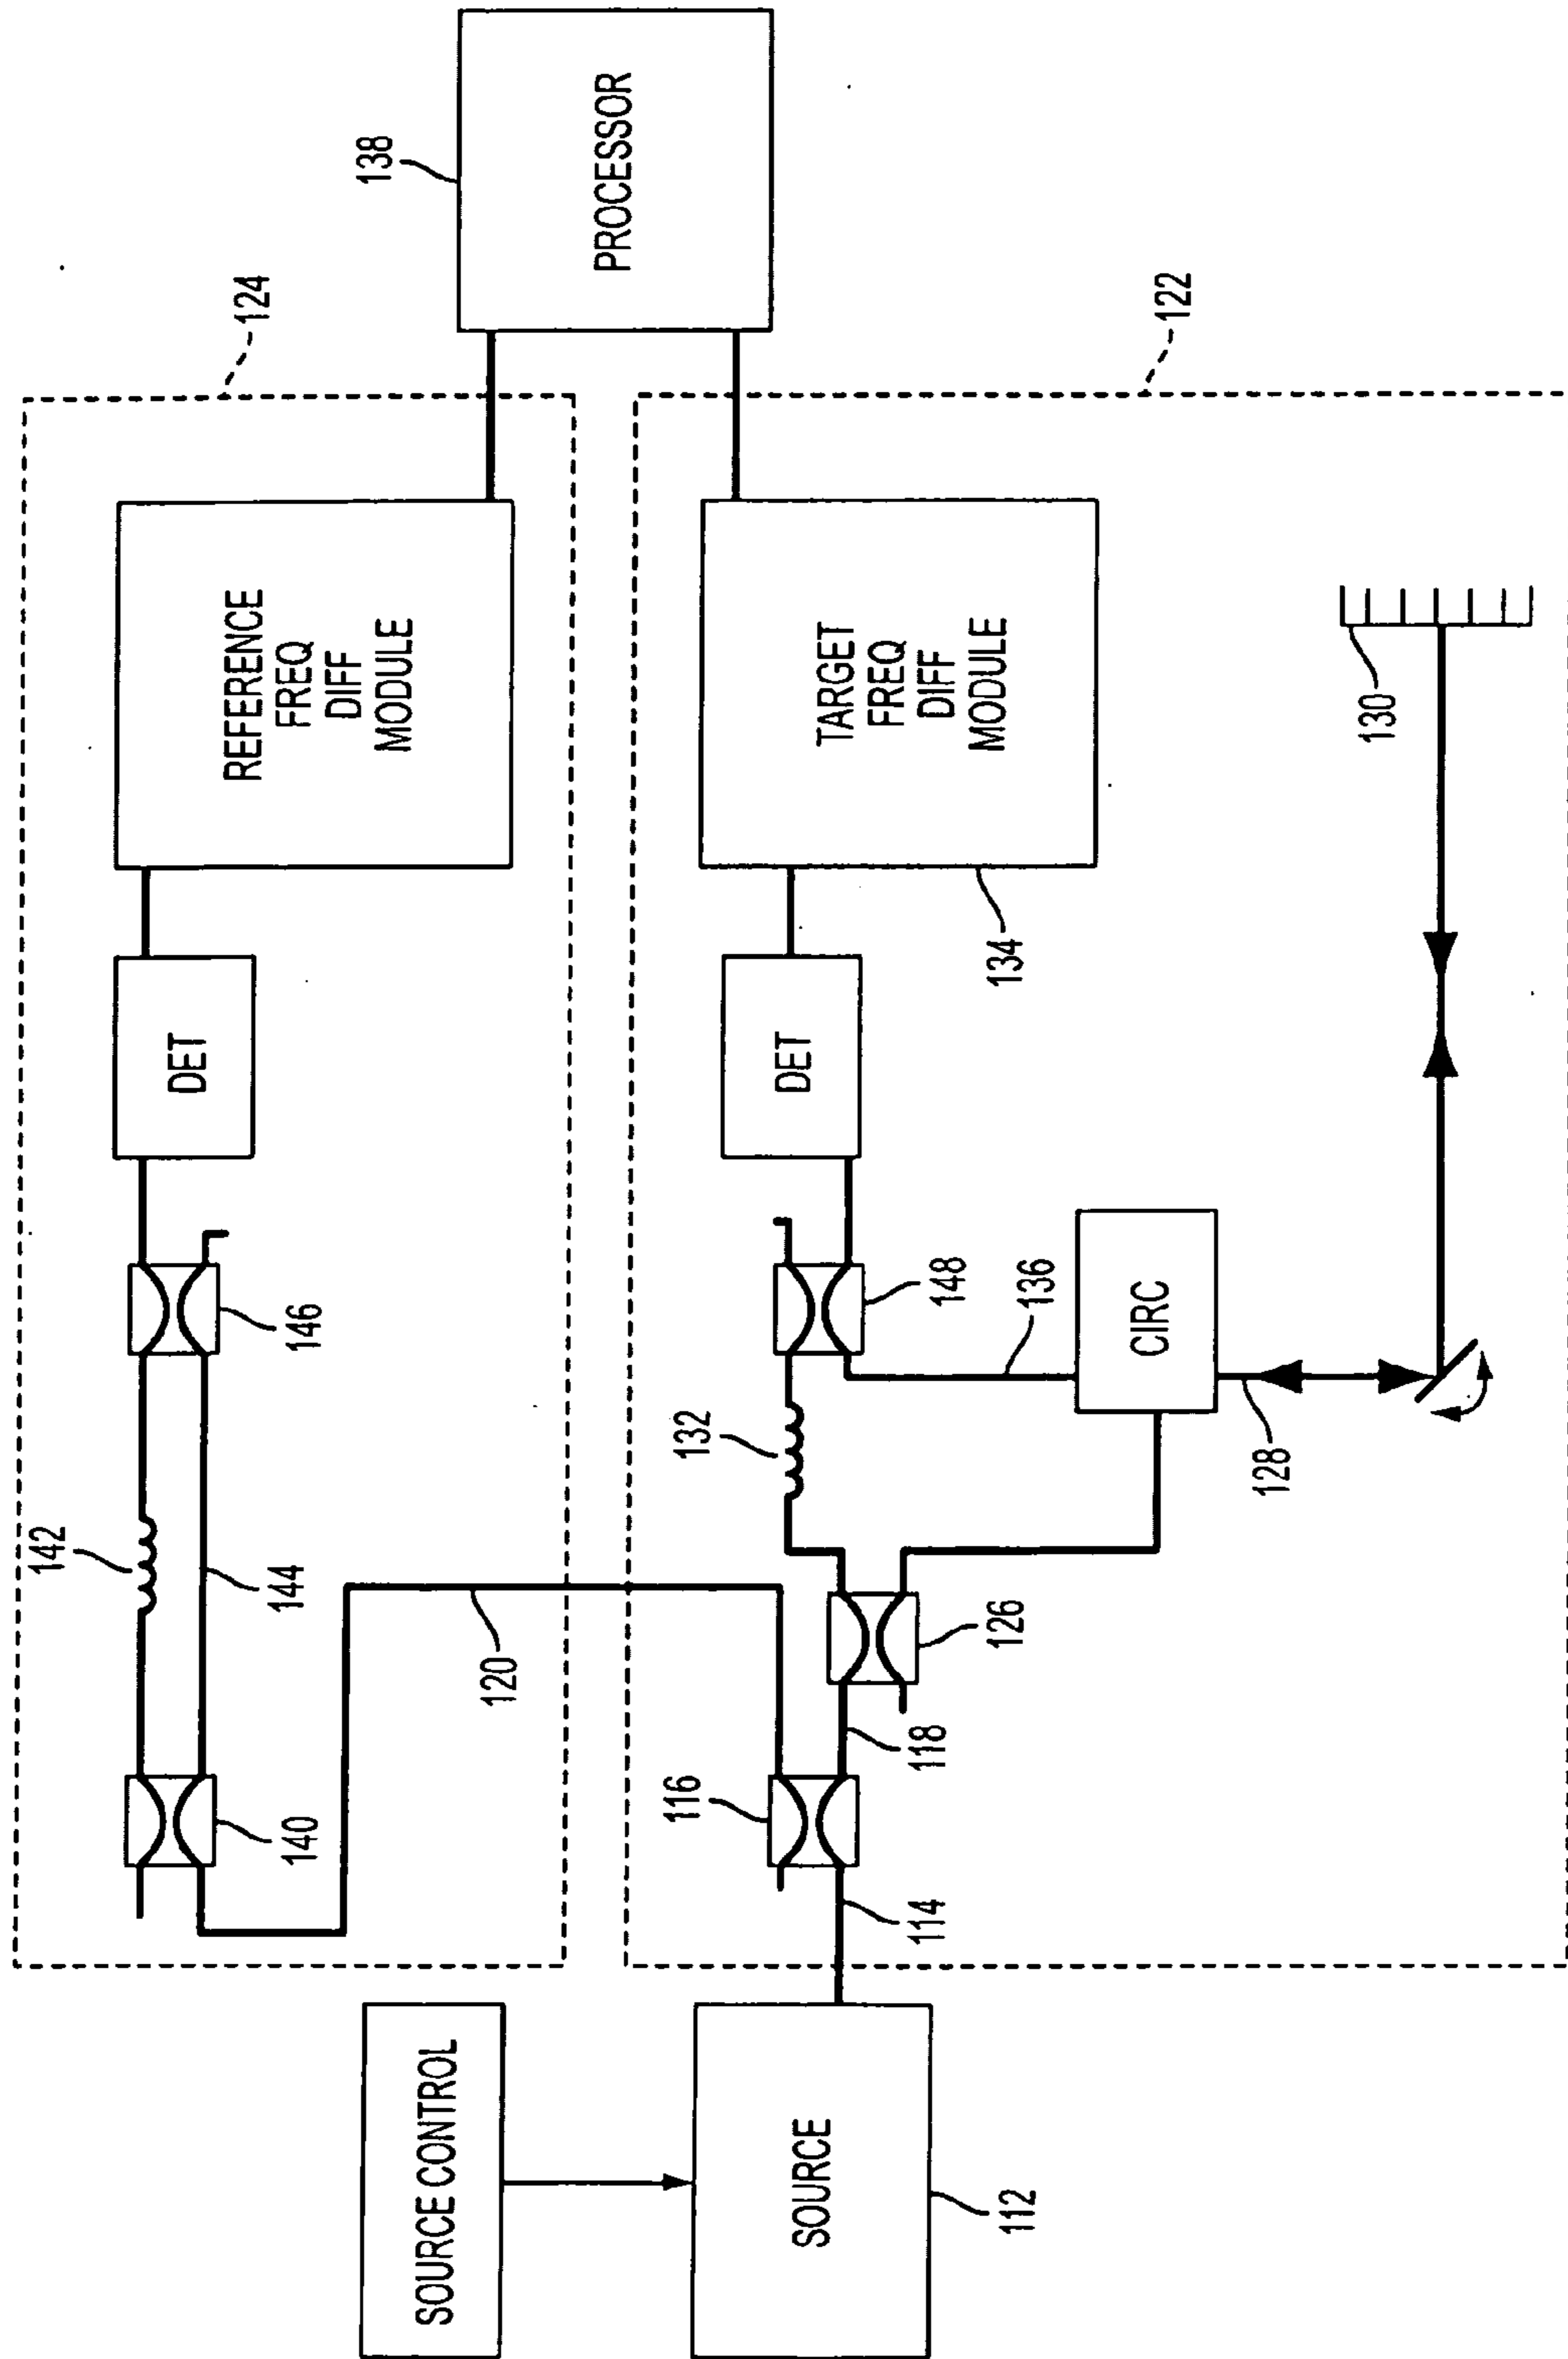 138
PROCESSOR
124
122
REFERENCE
FREQ
DIFF
MODULE
TARGET
FREQ
DIFF
MODULE
134
130
DET
DET
146
148
136
CIRC
128
142
144
132
120
126
118
140
116
114
SOURCE CONTROL
SOURCE
112